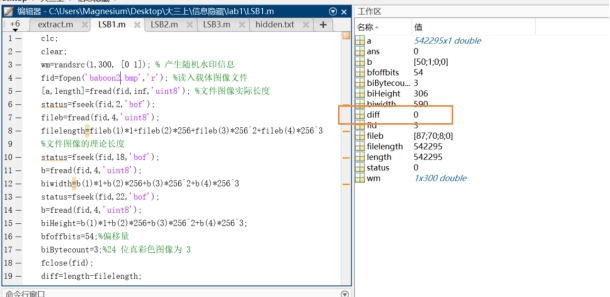 编辑器 - C:\Users\Magnesium\Desktop\大三上\信息隐藏\lab1\LSB1.m
+6 extract.m LSB1.m LSB2.m LSB3.m hidden.txt +
3 clc;
4 clear;
5 wm=randsrc(1,300, [0 1]); % 产生随机水印信息
4 fid=fopen('baboon2.bmp','r'); %读入载体图像文件
5 [a,length]=fread(fid,inf,'uint8'); %文件图像实际长度
6 status=fseek(fid,2,'bof');
7 fileb=fread(fid,4,'uint8');
8 filelength=fileb(1)*1+fileb(2)*256+fileb(3)*256^2+fileb(4)*256^3
9 %文件图像的理论长度
10 status=fseek(fid,18,'bof');
11 b=fread(fid,4,'uint8');
12 biwidth=b(1)*1+b(2)*256+b(3)*256^2+b(4)*256^3
13 status=fseek(fid,22,'bof');
14 b=fread(fid,4,'uint8');
15 biHeight=b(1)*1+b(2)*256+b(3)*256^2+b(4)*256^3;
16 bfoffbits=54;%偏移量
17 biBytecount=3;%24 位真彩色图像为 3
18 fclose(fid);
19 diff=length-filelength;
命令行窗口
工作区
名称 值
a 542295x1 double
ans 0
b [50;1;0;0]
bfoffbits 54
biBytecou... 3
biHeight 306
biwidth 590
diff 0
fid 3
fileb [87;70;8;0]
filelength 542295
length 542295
status 0
wm 1x300 double